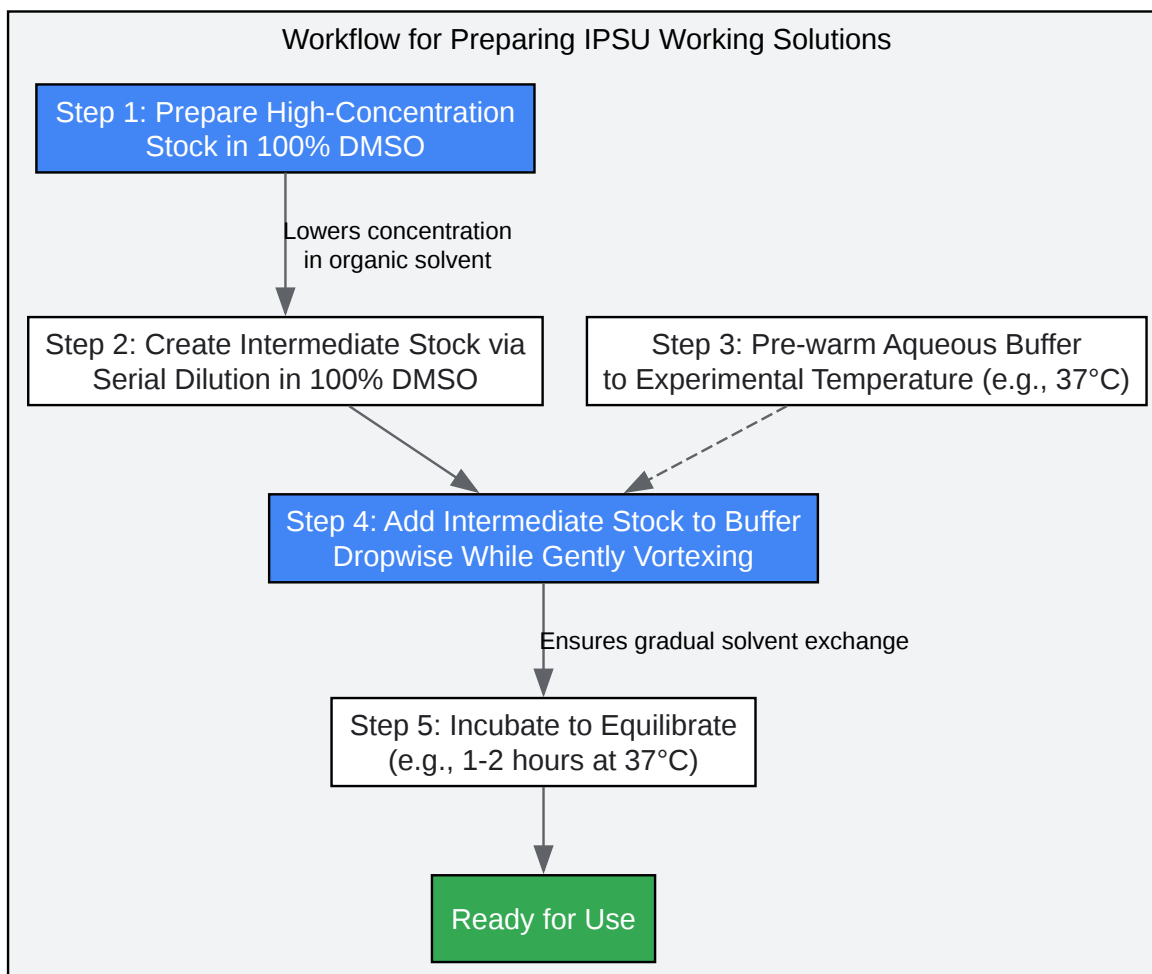 Workflow for Preparing IPSU Working Solutions
Step 1: Prepare High-Concentration
Stock in 100% DMSO
Lowers concentration
in organic solvent
Step 2: Create Intermediate Stock via
Serial Dilution in 100% DMSO
Step 3: Pre-warm Aqueous Buffer
to Experimental Temperature (e.g., 37°C)
Step 4: Add Intermediate Stock to Buffer
Dropwise While Gently Vortexing
Ensures gradual solvent exchange
Step 5: Incubate to Equilibrate
(e.g., 1-2 hours at 37°C)
Ready for Use